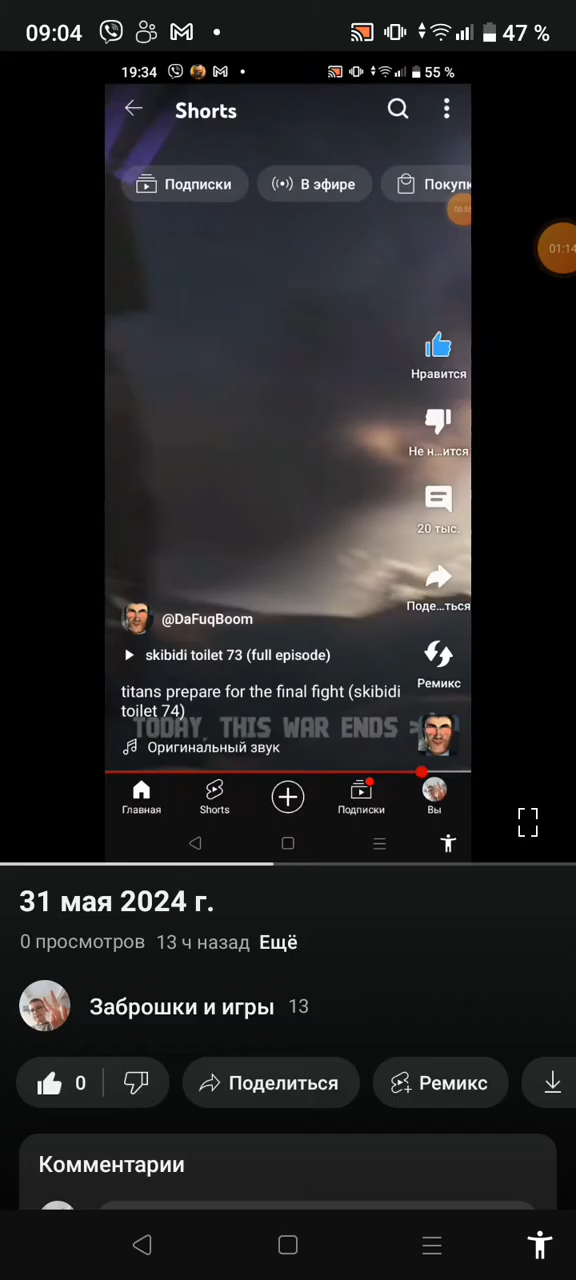 09:04
47 %
19:34
55 %
Shorts
Подписки
В эфире
Покупк
00:56
01:14
Нравится
Не н...ится
20 тыс.
Поде...ться
Ремикс
@DaFuqBoom
skibidi toilet 73 (full episode)
titans prepare for the final fight (skibidi
toilet 74)
TODAY, THIS WAR ENDS
Оригинальный звук
Главная
Shorts
Подписки
Вы
31 мая 2024 г.
0 просмотров 13 ч назад Ещё
Заброшки и игры 13
0
Поделиться
Ремикс
Комментарии